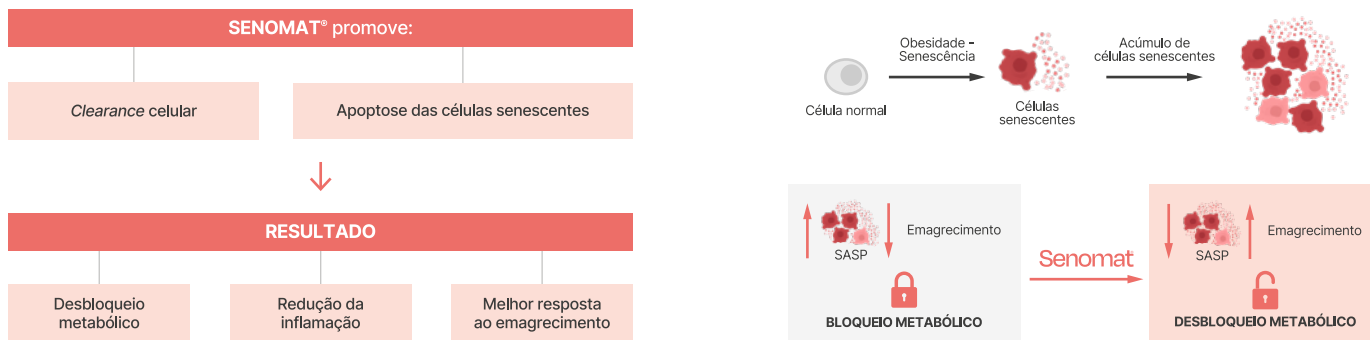 SENOMAT® promove:
Clearance celular
Apoptose das células senescentes
RESULTADO
Desbloqueio
metabólico
Redução da
inflamação
Melhor resposta
ao emagrecimento
Célula normal
Obesidade -
Senescência
Células
senescentes
Acúmulo de
células senescentes
SASP
Emagrecimento
BLOQUEIO METABÓLICO
Senomat
SASP
Emagrecimento
DESBLOQUEIO METABÓLICO